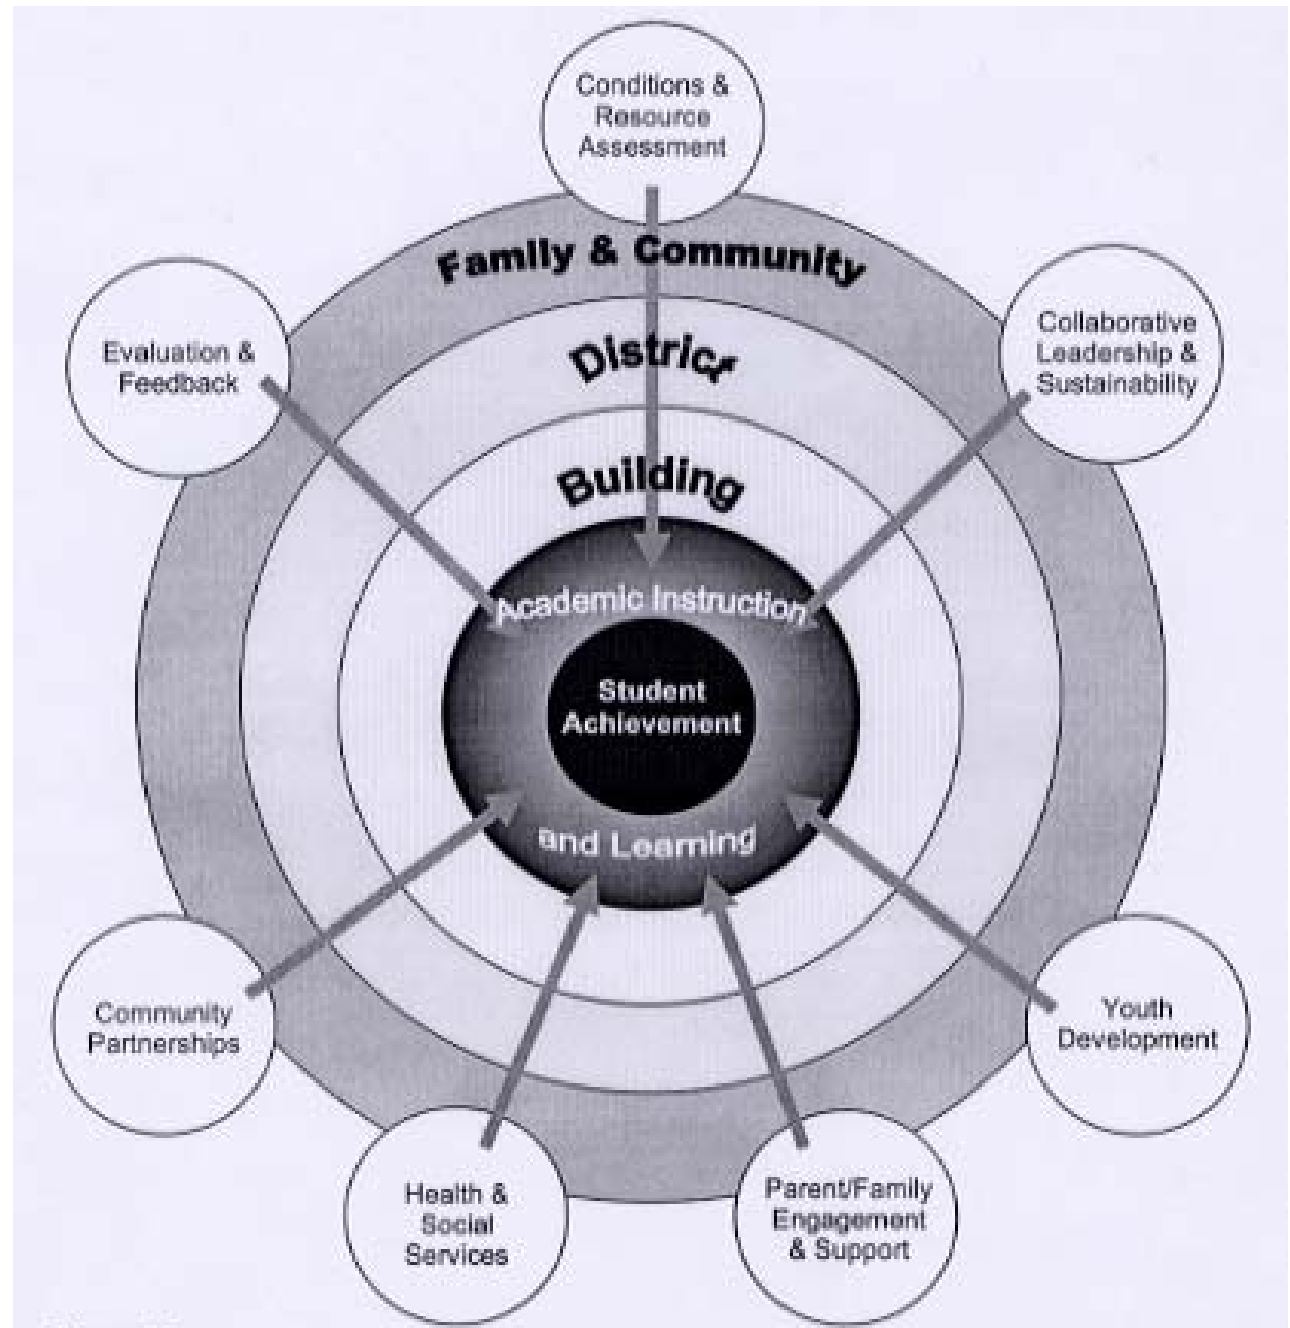 Conditions &
Resource
Assessment
Family & Community
Evaluation &
Feedback
Collaborative
Leadership &
Sustainability
District
Building
Academic Instruction
Student
Achievement
and Learning
Community
Partnerships
Youth
Development
Health &
Social
Services
Parent/Family
Engagement
& Support